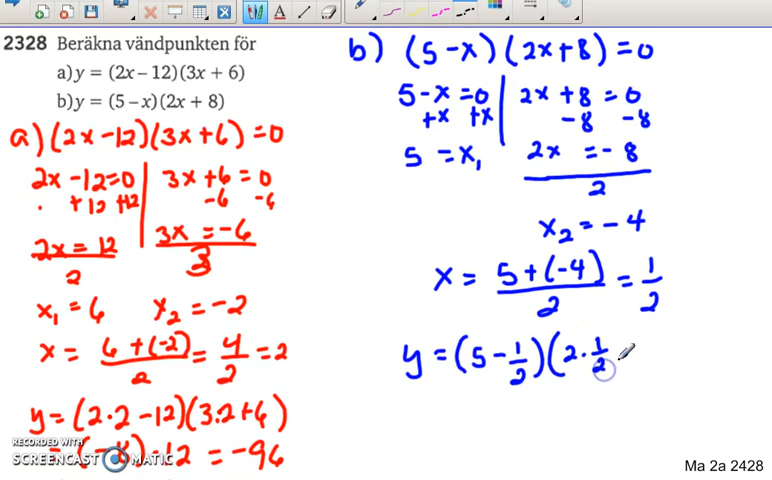 2328 Beräkna vändpunkten för
a) y = (2x − 12)(3x + 6)
b) y = (5 − x)(2x + 8)
a) (2x −12)(3x+6) =0
2x −12=0 | 3x+6 = 0
+12 +12 −6 −6
2x = 12 3x = −6
2 3
x₁ = 6 x₂ = −2
x = 6 +(−2) = 4 = 2
2 2
y = (2·2 −12)(3·2+6)
= (−8)·12 = −96
b) (5 −x)(2x+8) =0
5−x =0 | 2x +8 =0
+x +x −8 −8
5 = x₁ 2x = −8
2
x₂ = −4
x = 5+(−4) = 1
2 2
y = (5 − 1/2)(2· 1/2
RECORDED WITH
SCREENCAST MATIC
Ma 2a 2428